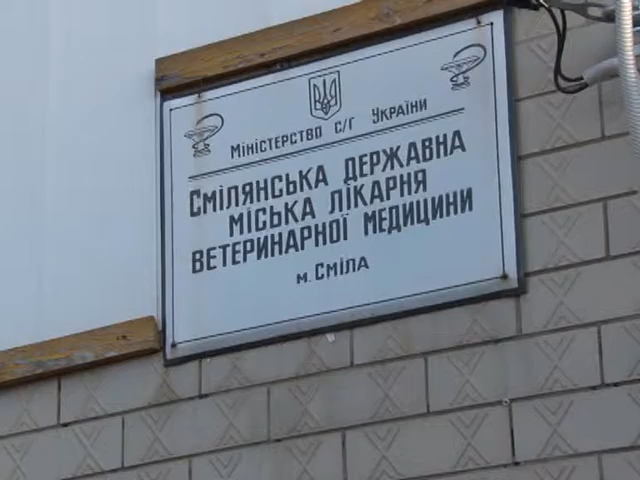 Міністерство с/г України
Смілянська державна
міська лікарня
ветеринарної медицини
м. Сміла